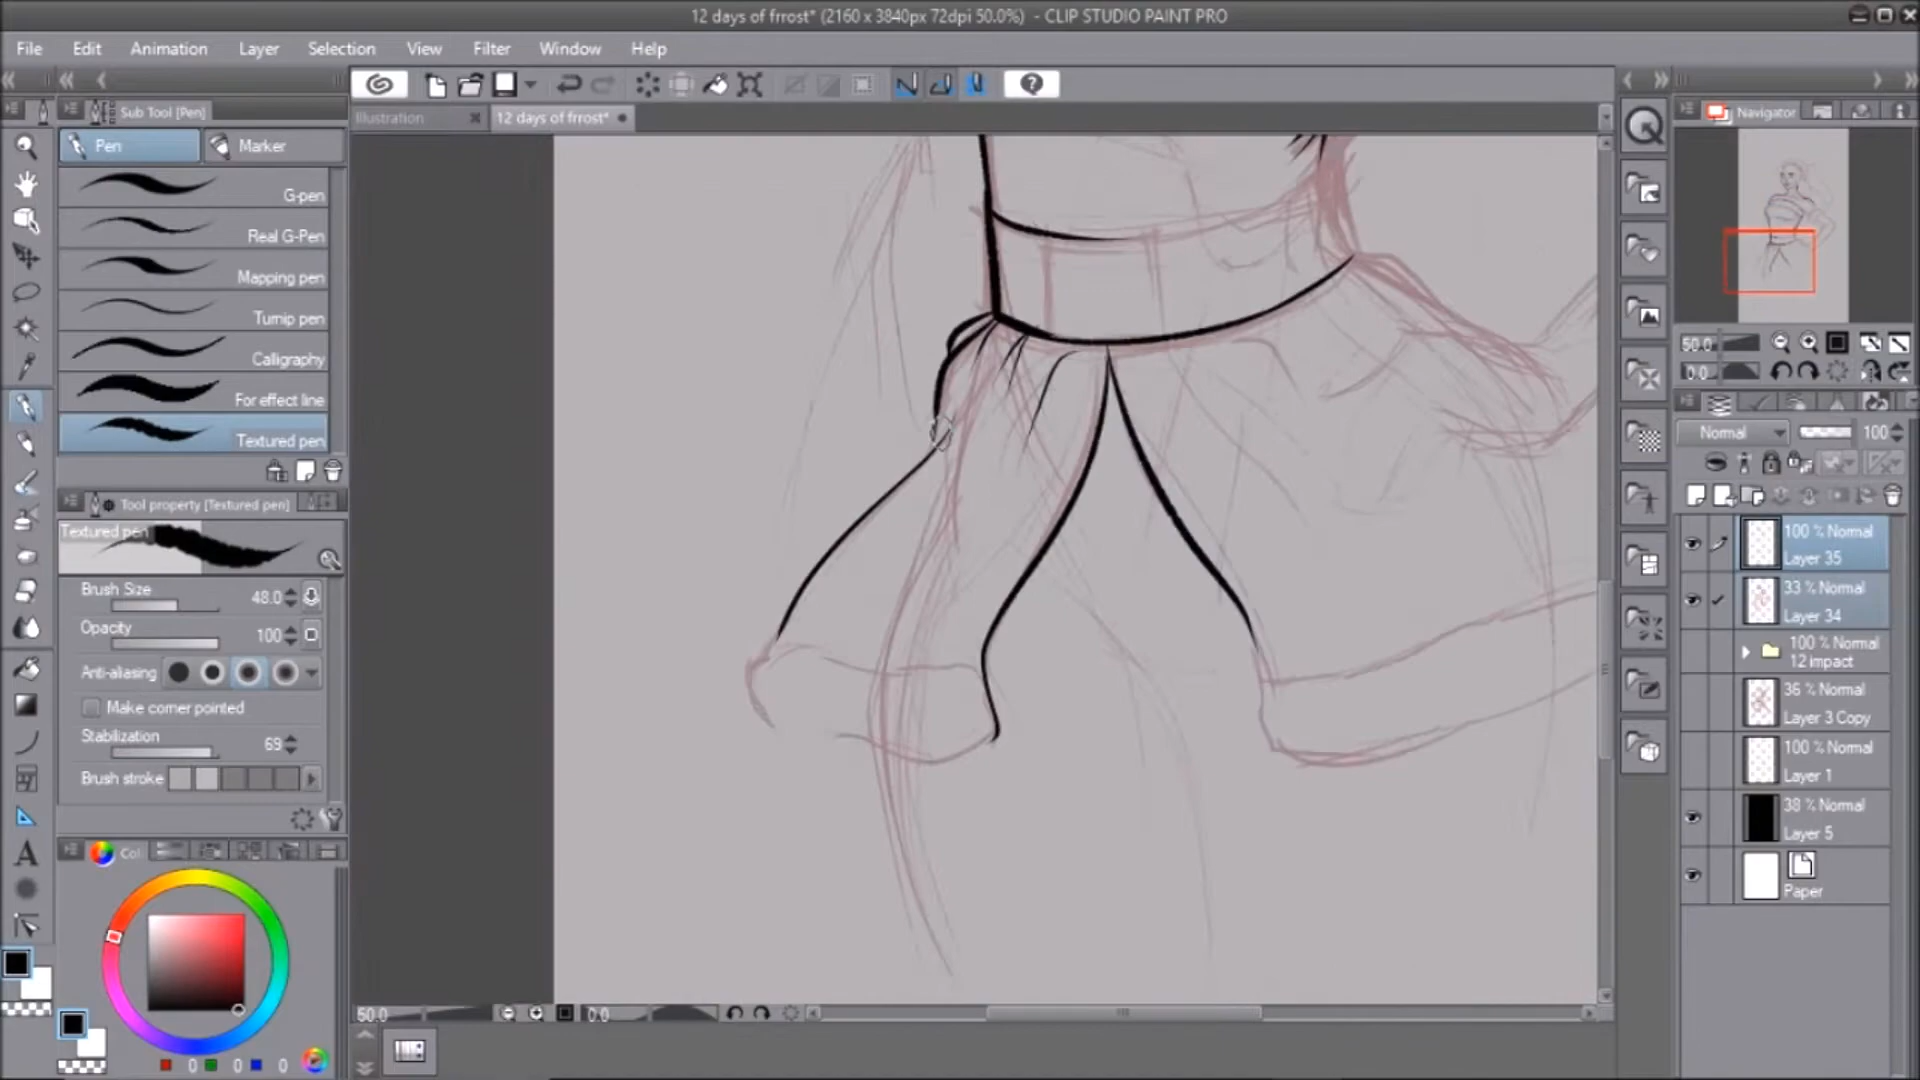 12 days of frrost* (2160 x 3840px 72dpi 50.0%) - CLIP STUDIO PAINT PRO
File Edit Animation Layer Selection View Filter Window Help
Sub Tool [Pen]
Illustration
12 days of frrost*
Navigator
Pen
Marker
G-pen
Real G-Pen
Mapping pen
Turnip pen
Calligraphy
For effect line
Textured pen
50.0
0.0
Tool property [Textured pen]
Textured pen
Normal 100
Brush Size 48.0
Opacity 100
Anti-aliasing
Make corner pointed
Stabilization 69
Brush stroke
100 % Normal
Layer 35
33 % Normal
Layer 34
100 % Normal
12 impact
36 % Normal
Layer 3 Copy
100 % Normal
Layer 1
38 % Normal
Layer 5
Paper
Col
50.0 0.0
0 0 0